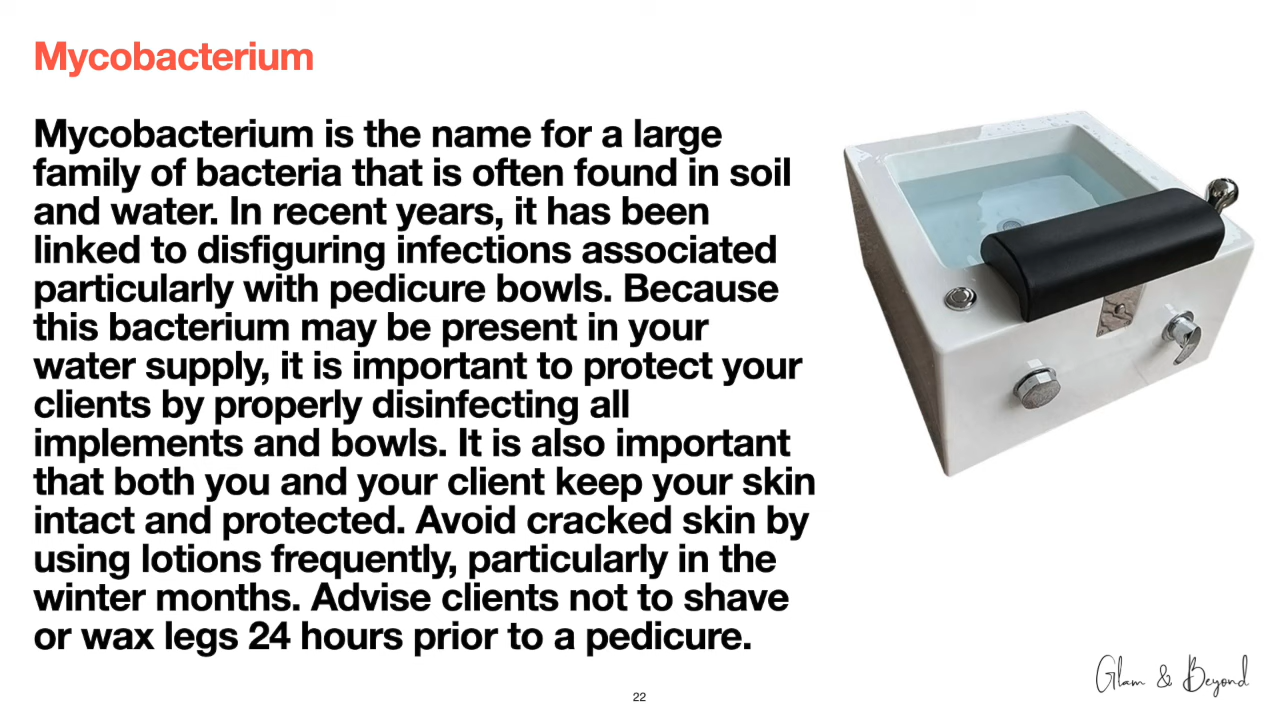 Mycobacterium
Mycobacterium is the name for a large
family of bacteria that is often found in soil
and water. In recent years, it has been
linked to disfiguring infections associated
particularly with pedicure bowls. Because
this bacterium may be present in your
water supply, it is important to protect your
clients by properly disinfecting all
implements and bowls. It is also important
that both you and your client keep your skin
intact and protected. Avoid cracked skin by
using lotions frequently, particularly in the
winter months. Advise clients not to shave
or wax legs 24 hours prior to a pedicure.
Glam & Beyond
22